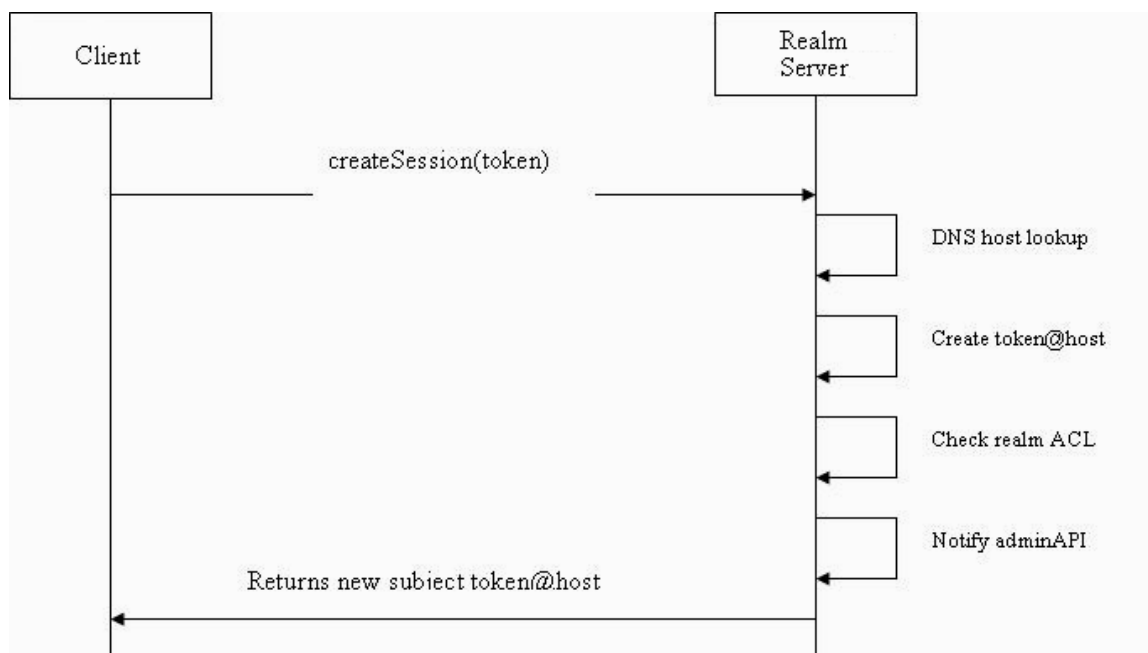 Client
Realm
Server
createSession(token)
DNS host lookup
Create token@host
Check realm ACL
Notify adminAPI
Returns new subject token@host